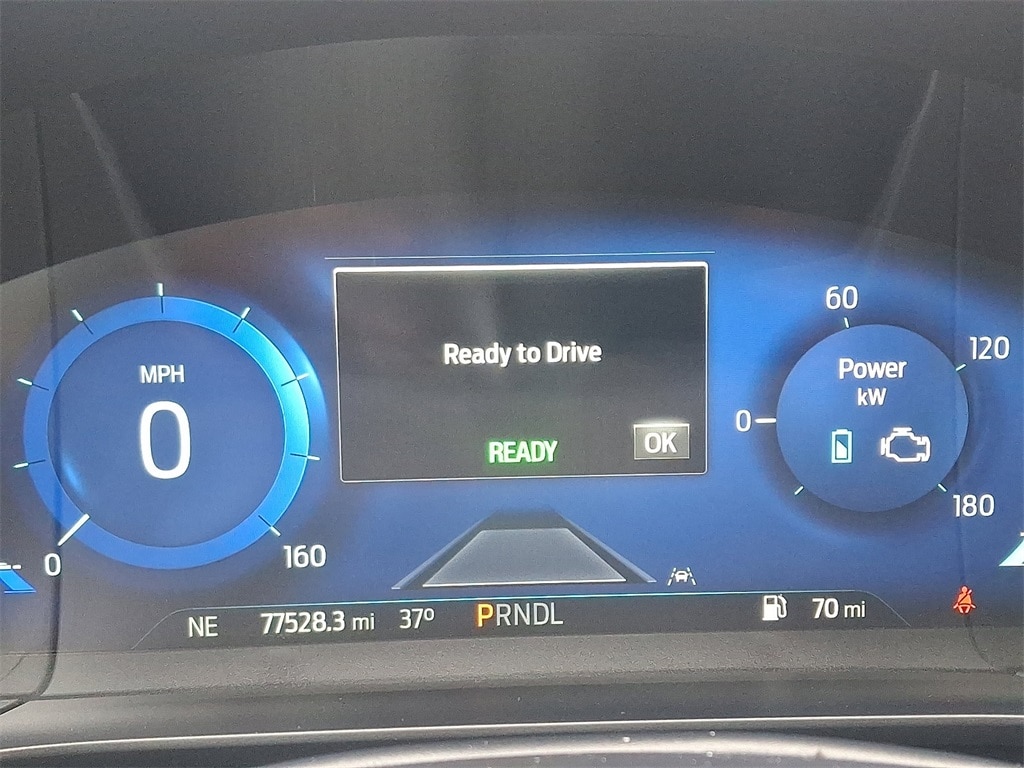 60
120
Ready to Drive
MPH
Power
kW
0
0
READY
OK
180
0
160
NE 77528.3 mi 37º PRNDL 70 mi